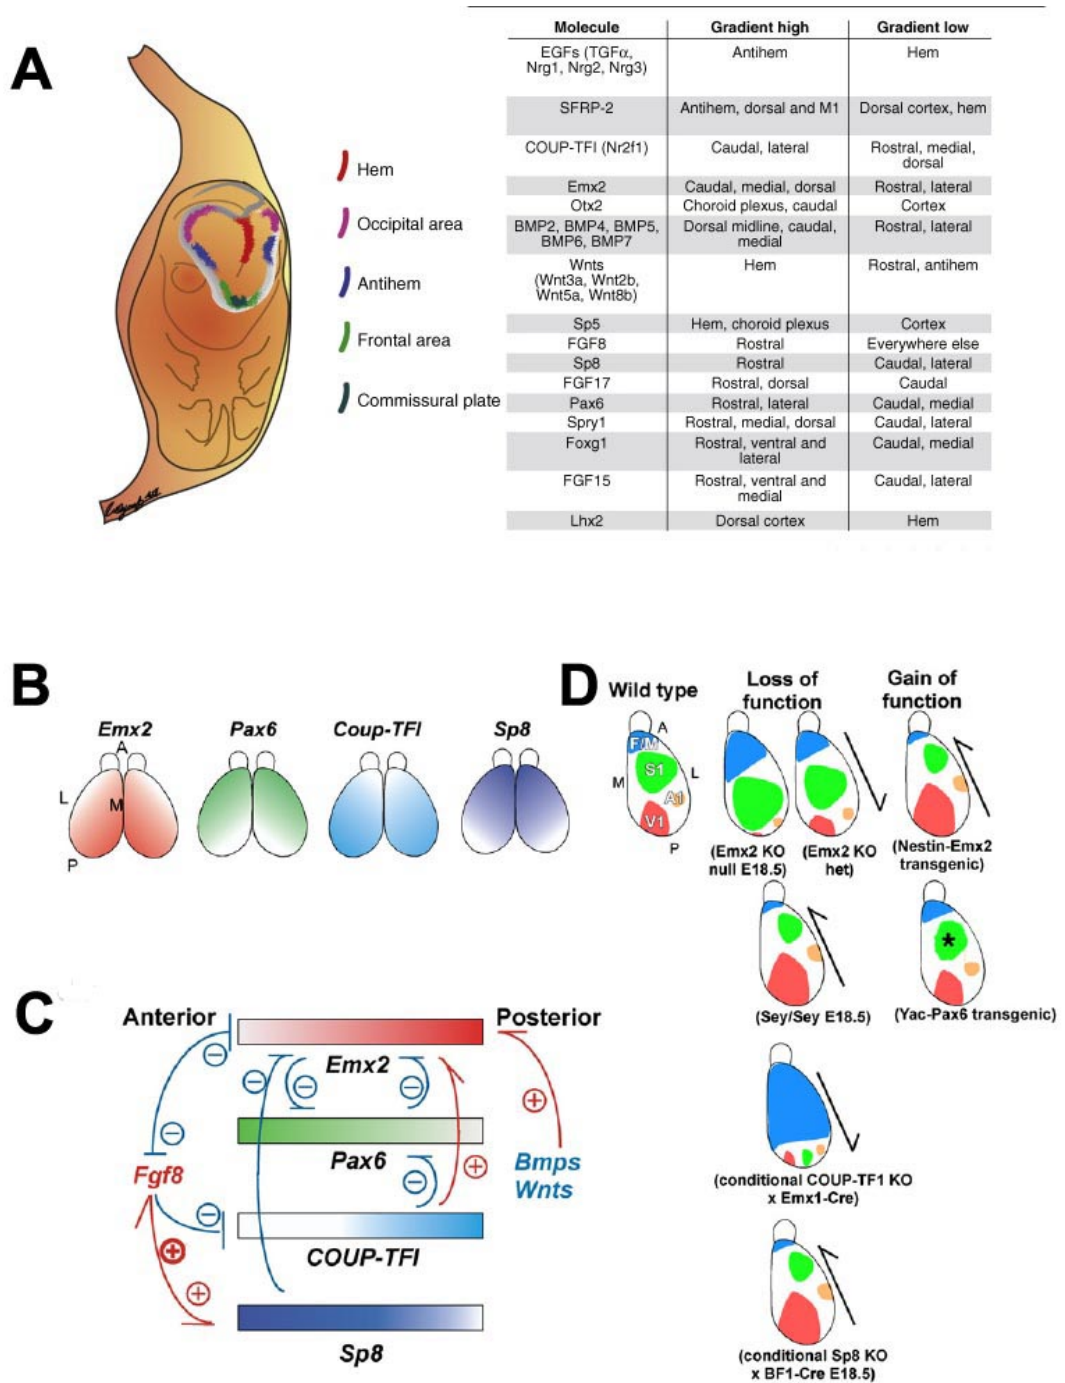 A
Hem
Occipital area
Antihem
Frontal area
Commissural plate
Molecule Gradient high Gradient low
EGFs (TGFα, Antihem Hem
Nrg1, Nrg2, Nrg3)
SFRP-2 Antihem, dorsal and M1 Dorsal cortex, hem
COUP-TFI (Nr2f1) Caudal, lateral Rostral, medial,
dorsal
Emx2 Caudal, medial, dorsal Rostral, lateral
Otx2 Choroid plexus, caudal Cortex
BMP2, BMP4, BMP5, Dorsal midline, caudal, Rostral, lateral
BMP6, BMP7 medial
Wnts Hem Rostral, antihem
(Wnt3a, Wnt2b,
Wnt5a, Wnt8b)
Sp5 Hem, choroid plexus Cortex
FGF8 Rostral Everywhere else
Sp8 Rostral Caudal, lateral
FGF17 Rostral, dorsal Caudal
Pax6 Rostral, lateral Caudal, medial
Spry1 Rostral, medial, dorsal Caudal, lateral
Foxg1 Rostral, ventral and Caudal, medial
lateral
FGF15 Rostral, ventral and Caudal, lateral
medial
Lhx2 Dorsal cortex Hem
B
Emx2 Pax6 Coup-TFI Sp8
A
L M
P
C
Anterior Posterior
Emx2
Pax6
Fgf8
Bmps
Wnts
COUP-TFI
Sp8
D
Wild type Loss of function Gain of function
A
F/M
S1
M L
A1
V1
P
(Emx2 KO
null E18.5)
(Emx2 KO
het)
(Nestin-Emx2
transgenic)
*
(Sey/Sey E18.5) (Yac-Pax6 transgenic)
(conditional COUP-TF1 KO
x Emx1-Cre)
(conditional Sp8 KO
x BF1-Cre E18.5)